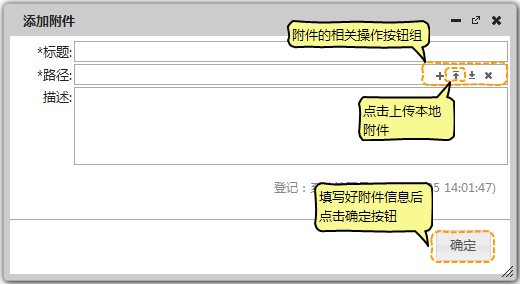 添加附件
附件的相关操作按钮组
*标题:
*路径:
点击上传本地
附件
描述:
登记：
5 14:01:47)
填写好附件信息后
点击确定按钮
确定